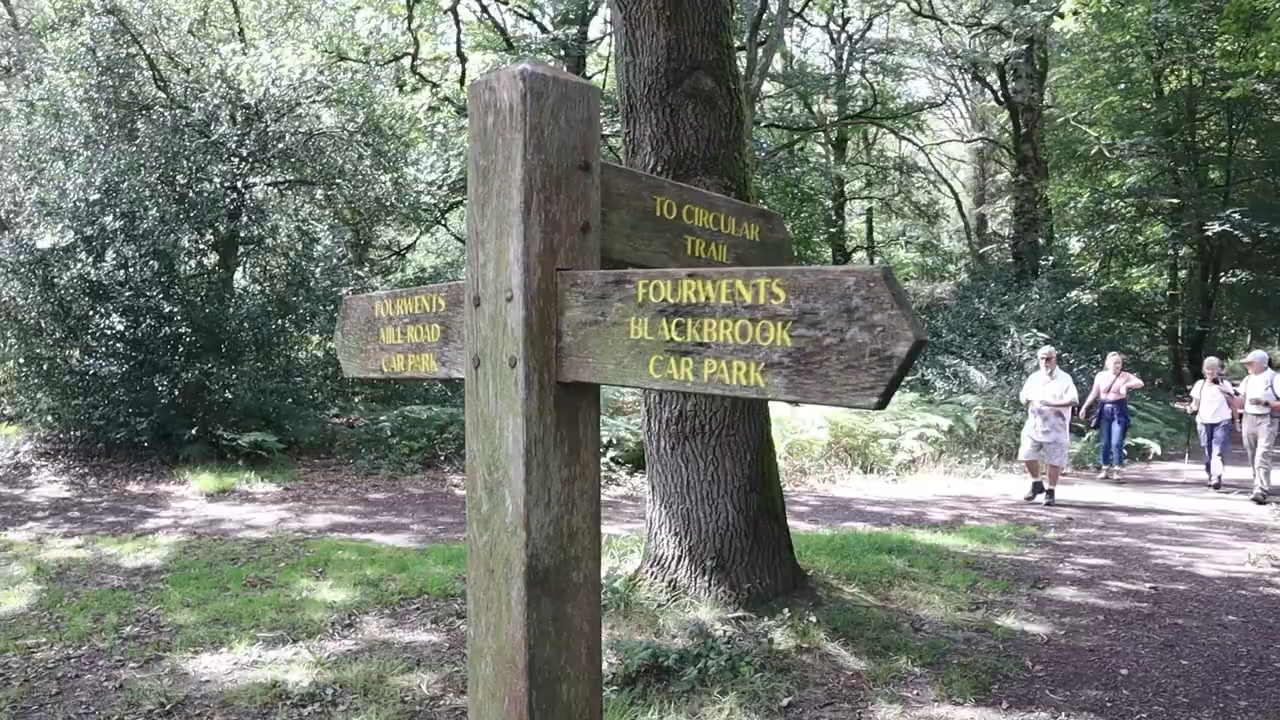 TO CIRCULAR
TRAIL
FOURWENTS
MILL ROAD
CAR PARK
FOURWENTS
BLACKBROOK
CAR PARK